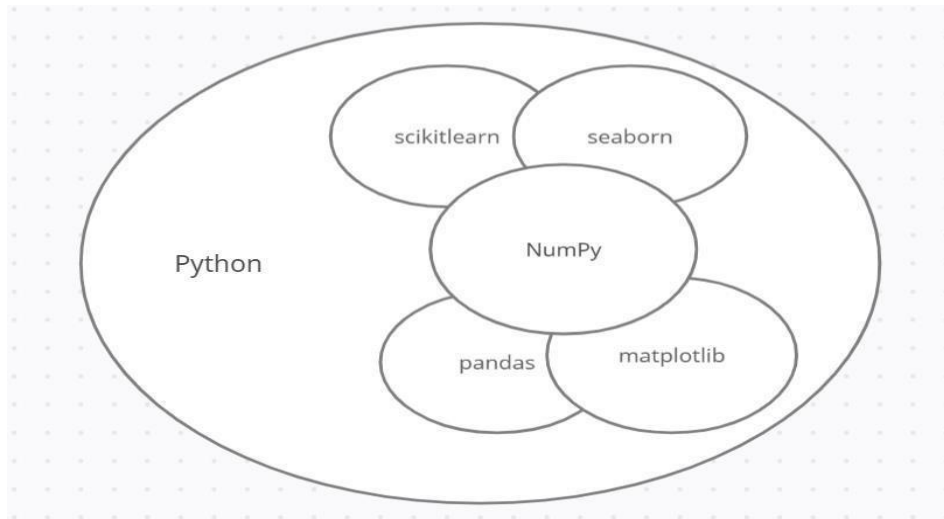 scikitlearn
seaborn
NumPy
Python
pandas
matplotlib